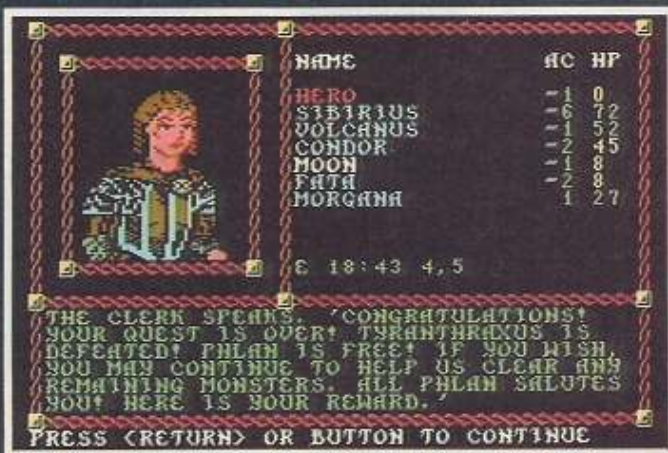 NAME AC HP
HERO -1 0
SIBIRIUS -6 72
VOLCANUS -1 52
CONDOR -2 45
MOON -1 8
FATA -2 8
MORGANA 1 27
E 18:43 4,5
THE CLERK SPEAKS. 'CONGRATULATIONS!
YOUR QUEST IS OVER! TYRANTHRAXUS IS
DEFEATED! PHLAN IS FREE! IF YOU WISH,
YOU MAY CONTINUE TO HELP US CLEAR ANY
REMAINING MONSTERS. ALL PHLAN SALUTES
YOU! HERE IS YOUR REWARD.'
PRESS <RETURN> OR BUTTON TO CONTINUE